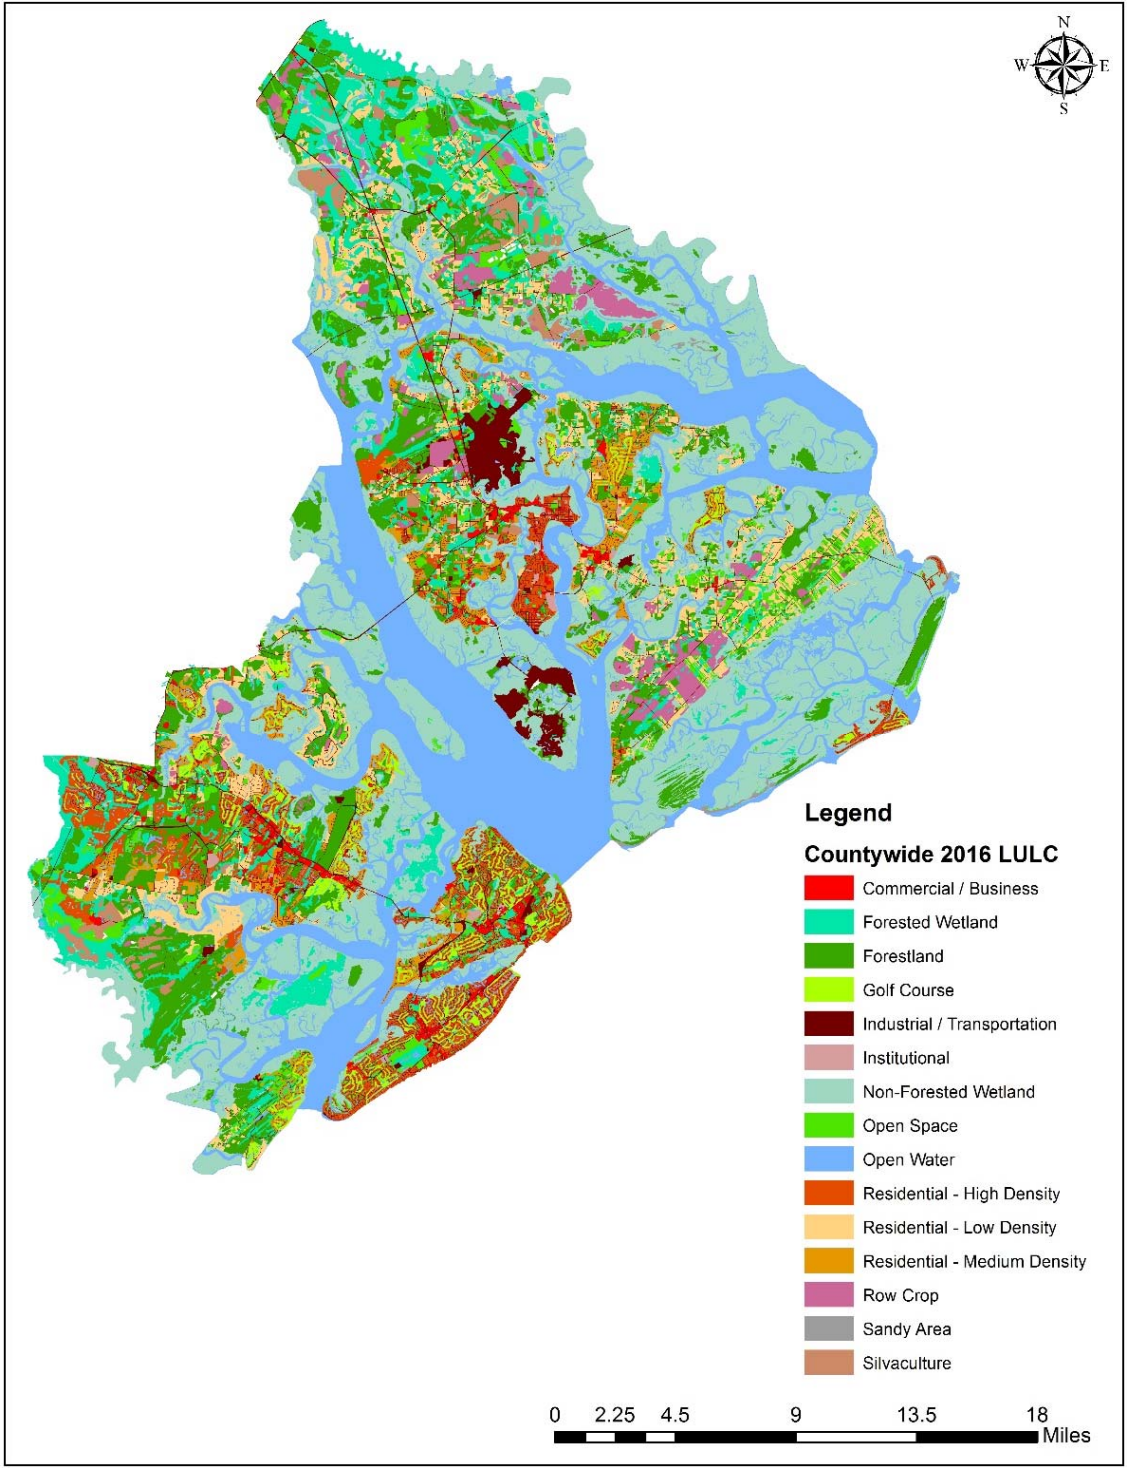 N
W E
S
Legend
Countywide 2016 LULC
Commercial / Business
Forested Wetland
Forestland
Golf Course
Industrial / Transportation
Institutional
Non-Forested Wetland
Open Space
Open Water
Residential - High Density
Residential - Low Density
Residential - Medium Density
Row Crop
Sandy Area
Silvaculture
0 2.25 4.5 9 13.5 18
Miles